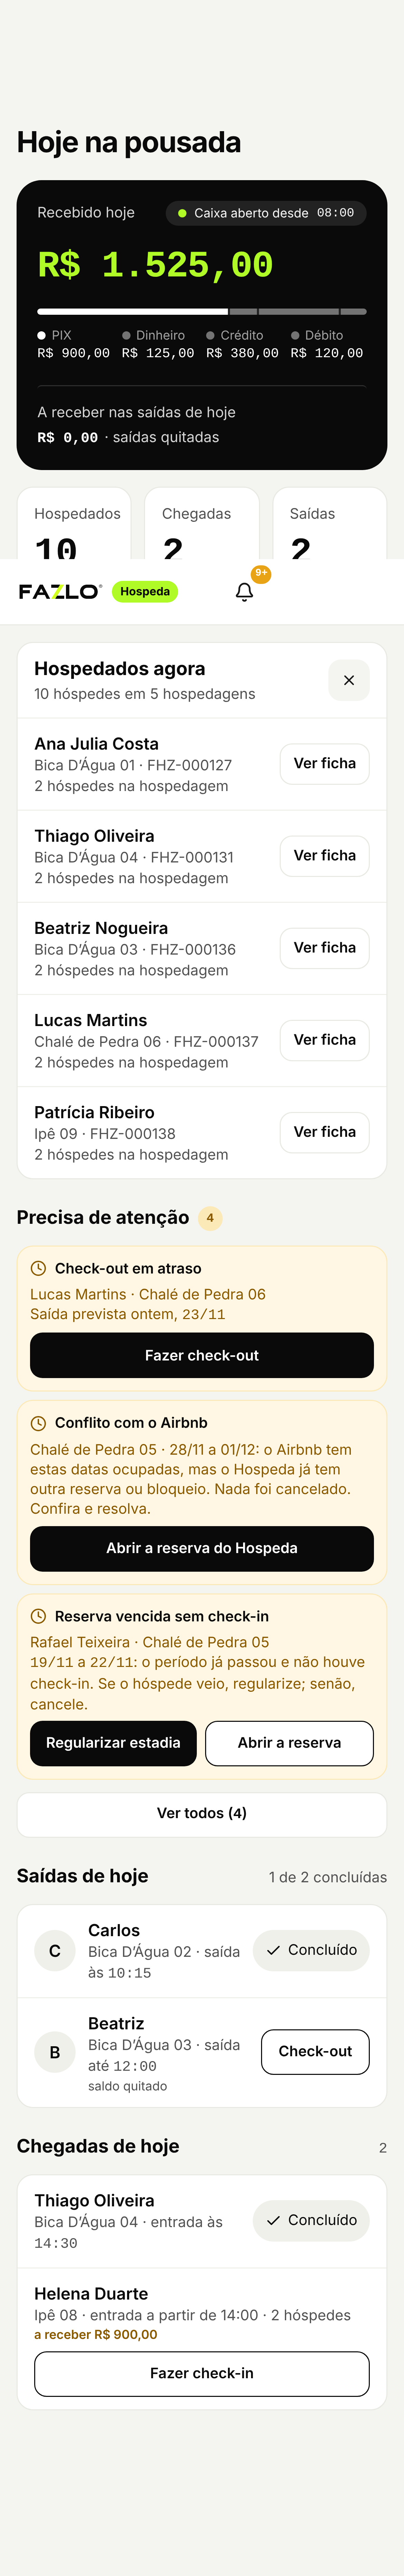 Hoje na pousada
Recebido hoje
Caixa aberto desde 08:00
R$ 1.525,00
PIX
Dinheiro
Crédito
Débito
R$ 900,00
R$ 125,00
R$ 380,00
R$ 120,00
A receber nas saídas de hoje
R$ 0,00 · saídas quitadas
Hospedados
Chegadas
Saídas
10
2
2
FAZLO®
Hospeda
9+
Hospedados agora
10 hóspedes em 5 hospedagens
Ana Julia Costa
Bica D'Água 01 · FHZ-000127
2 hóspedes na hospedagem
Ver ficha
Thiago Oliveira
Bica D'Água 04 · FHZ-000131
2 hóspedes na hospedagem
Ver ficha
Beatriz Nogueira
Bica D'Água 03 · FHZ-000136
2 hóspedes na hospedagem
Ver ficha
Lucas Martins
Chalé de Pedra 06 · FHZ-000137
2 hóspedes na hospedagem
Ver ficha
Patrícia Ribeiro
Ipê 09 · FHZ-000138
2 hóspedes na hospedagem
Ver ficha
Precisa de atenção 4
Check-out em atraso
Lucas Martins · Chalé de Pedra 06
Saída prevista ontem, 23/11
Fazer check-out
Conflito com o Airbnb
Chalé de Pedra 05 · 28/11 a 01/12: o Airbnb tem
estas datas ocupadas, mas o Hospeda já tem
outra reserva ou bloqueio. Nada foi cancelado.
Confira e resolva.
Abrir a reserva do Hospeda
Reserva vencida sem check-in
Rafael Teixeira · Chalé de Pedra 05
19/11 a 22/11: o período já passou e não houve
check-in. Se o hóspede veio, regularize; senão,
cancele.
Regularizar estadia
Abrir a reserva
Ver todos (4)
Saídas de hoje
1 de 2 concluídas
C
Carlos
Bica D'Água 02 · saída
às 10:15
Concluído
B
Beatriz
Bica D'Água 03 · saída
até 12:00
saldo quitado
Check-out
Chegadas de hoje
2
Thiago Oliveira
Bica D'Água 04 · entrada às
14:30
Concluído
Helena Duarte
Ipê 08 · entrada a partir de 14:00 · 2 hóspedes
a receber R$ 900,00
Fazer check-in